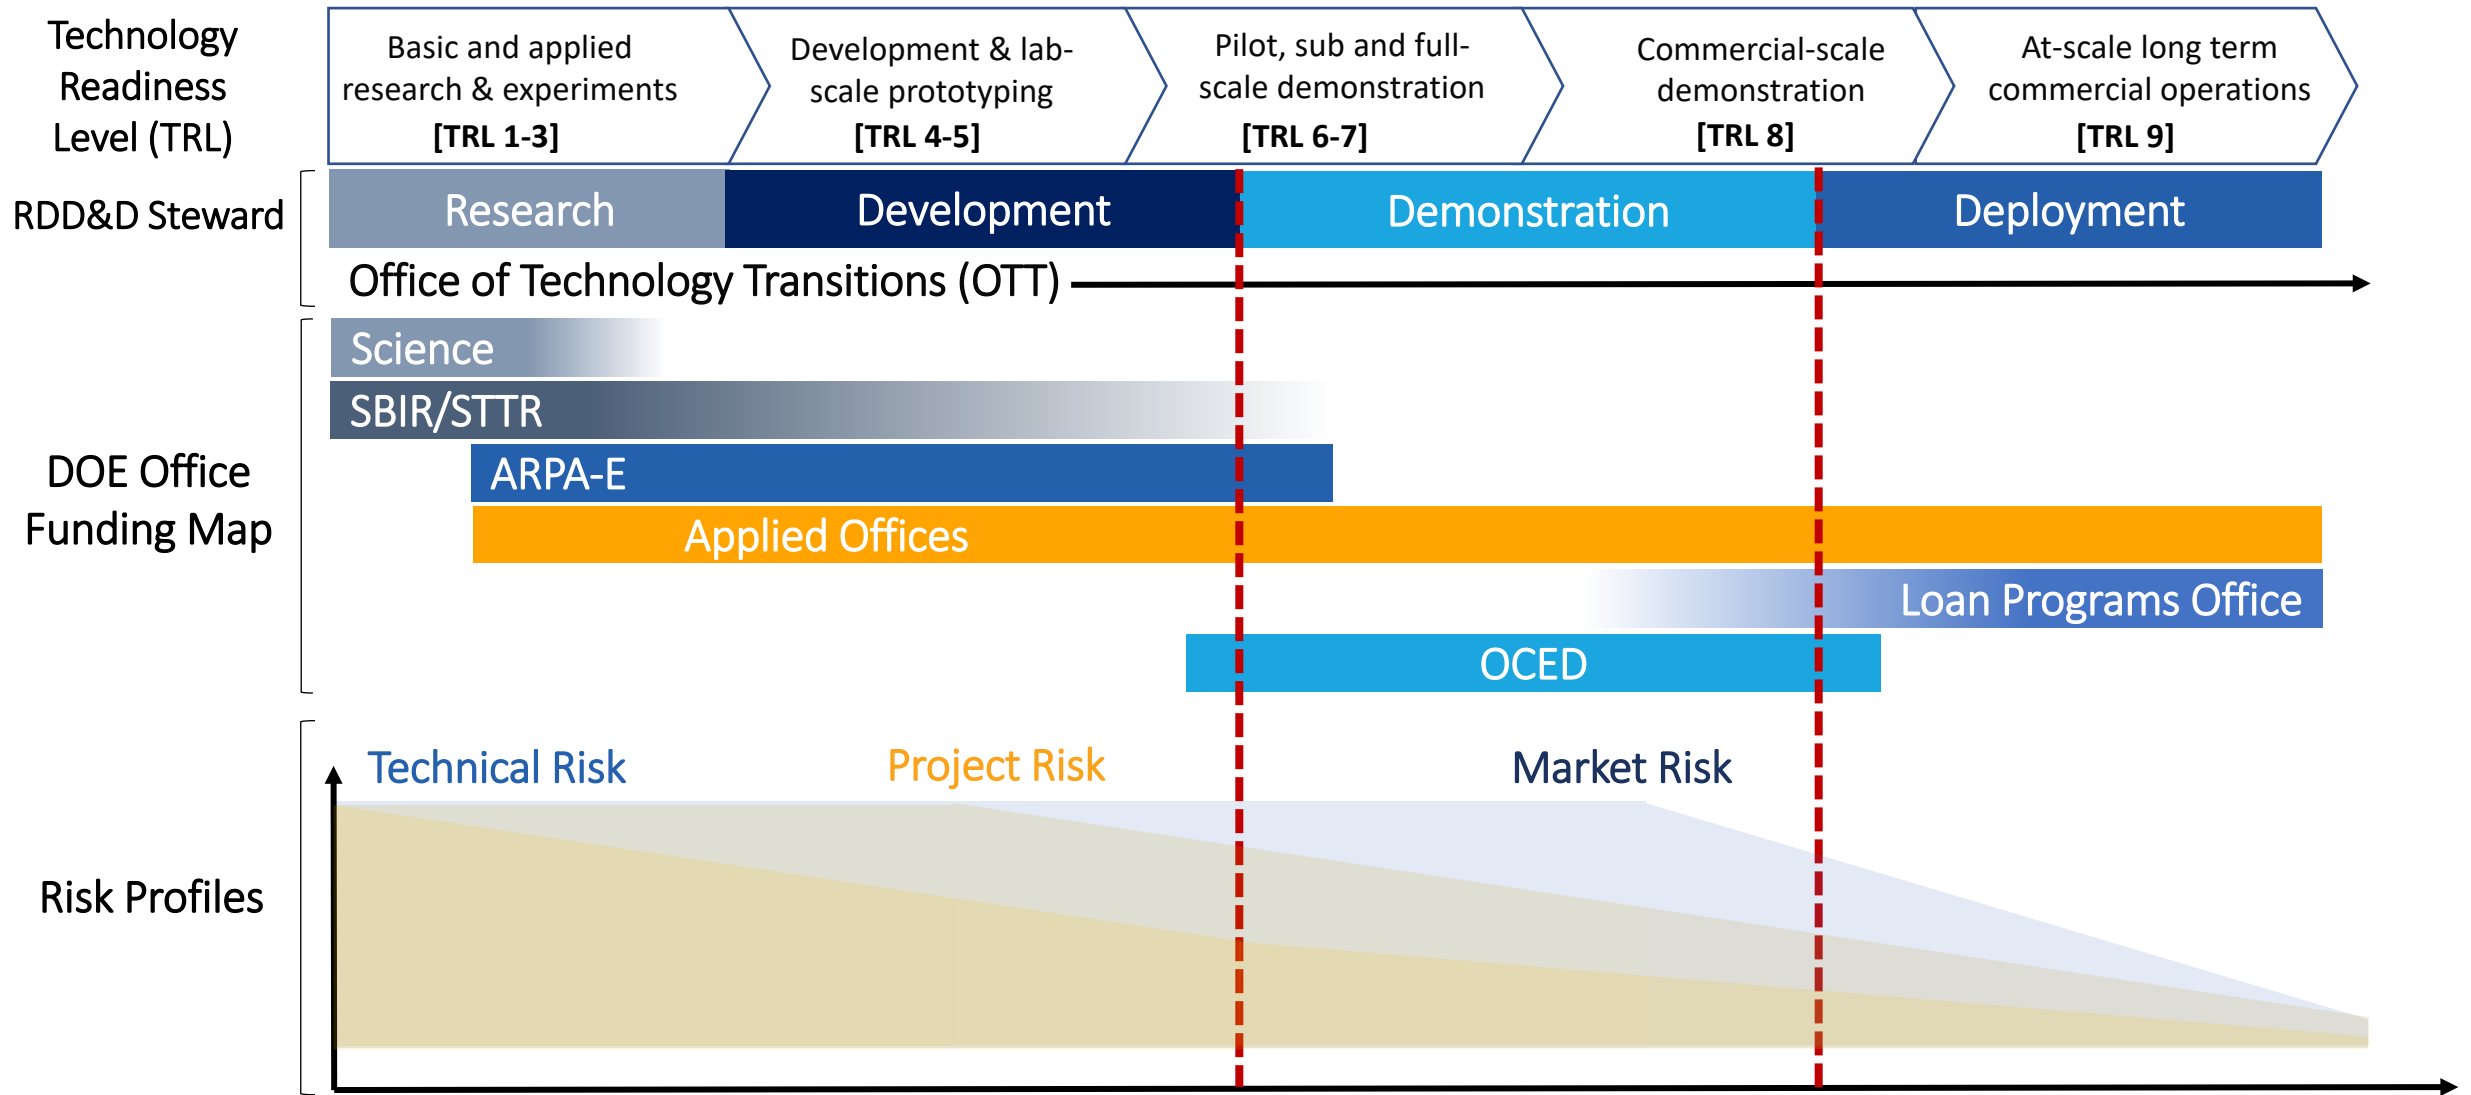 Technology
Readiness
Level (TRL)
Basic and applied
research & experiments
[TRL 1-3]
Development & lab-
scale prototyping
[TRL 4-5]
Pilot, sub and full-
scale demonstration
[TRL 6-7]
Commercial-scale
demonstration
[TRL 8]
At-scale long term
commercial operations
[TRL 9]
RDD&D Steward
Research
Development
Demonstration
Deployment
Office of Technology Transitions (OTT)
DOE Office
Funding Map
Science
SBIR/STTR
ARPA-E
Applied Offices
Loan Programs Office
OCED
Risk Profiles
Technical Risk
Project Risk
Market Risk